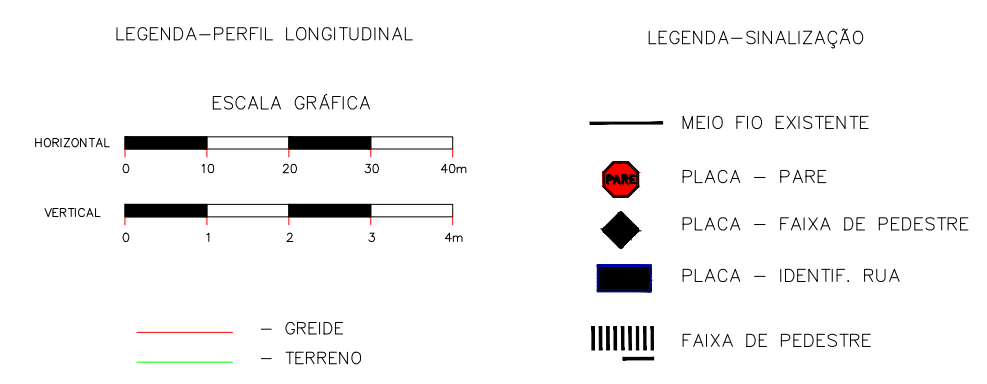 LEGENDA-PERFIL LONGITUDINAL
ESCALA GRÁFICA
HORIZONTAL
0 10 20 30 40m
VERTICAL
0 1 2 3 4m
- GREIDE
- TERRENO
LEGENDA-SINALIZAÇÃO
MEIO FIO EXISTENTE
PARE
PLACA - PARE
PLACA - FAIXA DE PEDESTRE
PLACA - IDENTIF. RUA
FAIXA DE PEDESTRE